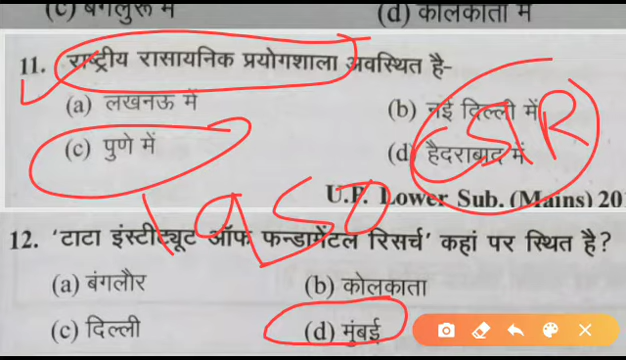 (c) बंगलुरू में (d) कोलकाता में
11. राष्ट्रीय रासायनिक प्रयोगशाला अवस्थित है-
(a) लखनऊ में (b) नई दिल्ली में
(c) पुणे में (d) हैदराबाद में
CSIR
U.P. Lower Sub. (Mains) 20
1950
12. 'टाटा इंस्टीट्यूट ऑफ फन्डामेंटल रिसर्च' कहां पर स्थित है?
(a) बंगलौर (b) कोलकाता
(c) दिल्ली (d) मुंबई